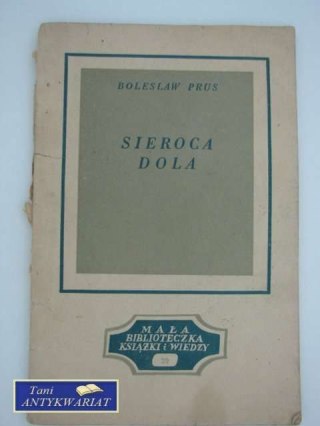 BOLESŁAW PRUS
SIEROCA
DOLA
MAŁA
BIBLIOTECZKA
KSIĄŻKI i WIEDZY
Tani
ANTYKWARIAT